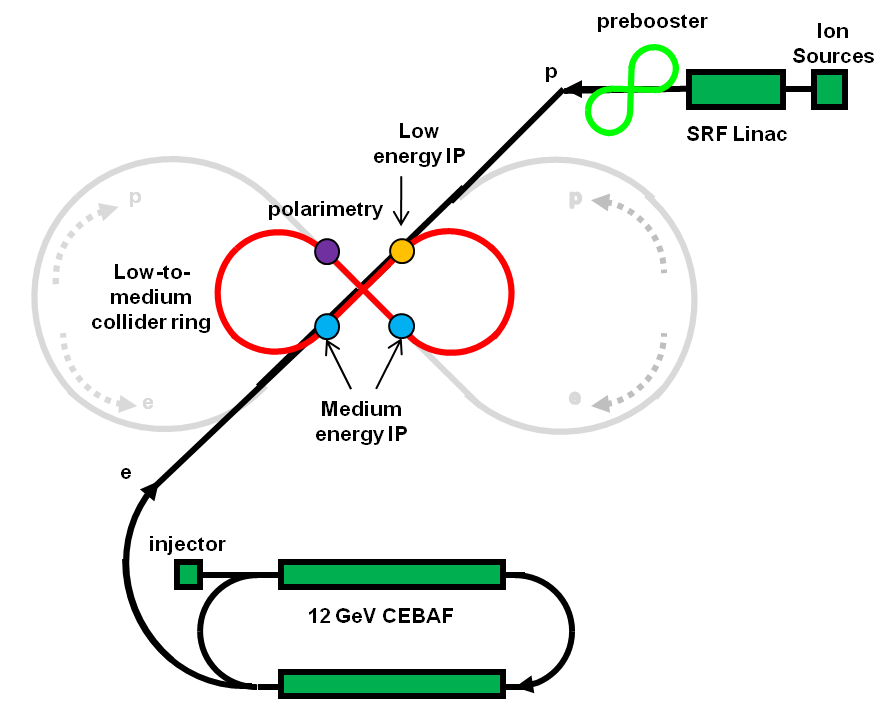 prebooster
Ion
Sources
p
SRF Linac
Low
energy IP
p
p
polarimetry
Low-to-
medium
collider ring
e
e
Medium
energy IP
e
injector
12 GeV CEBAF